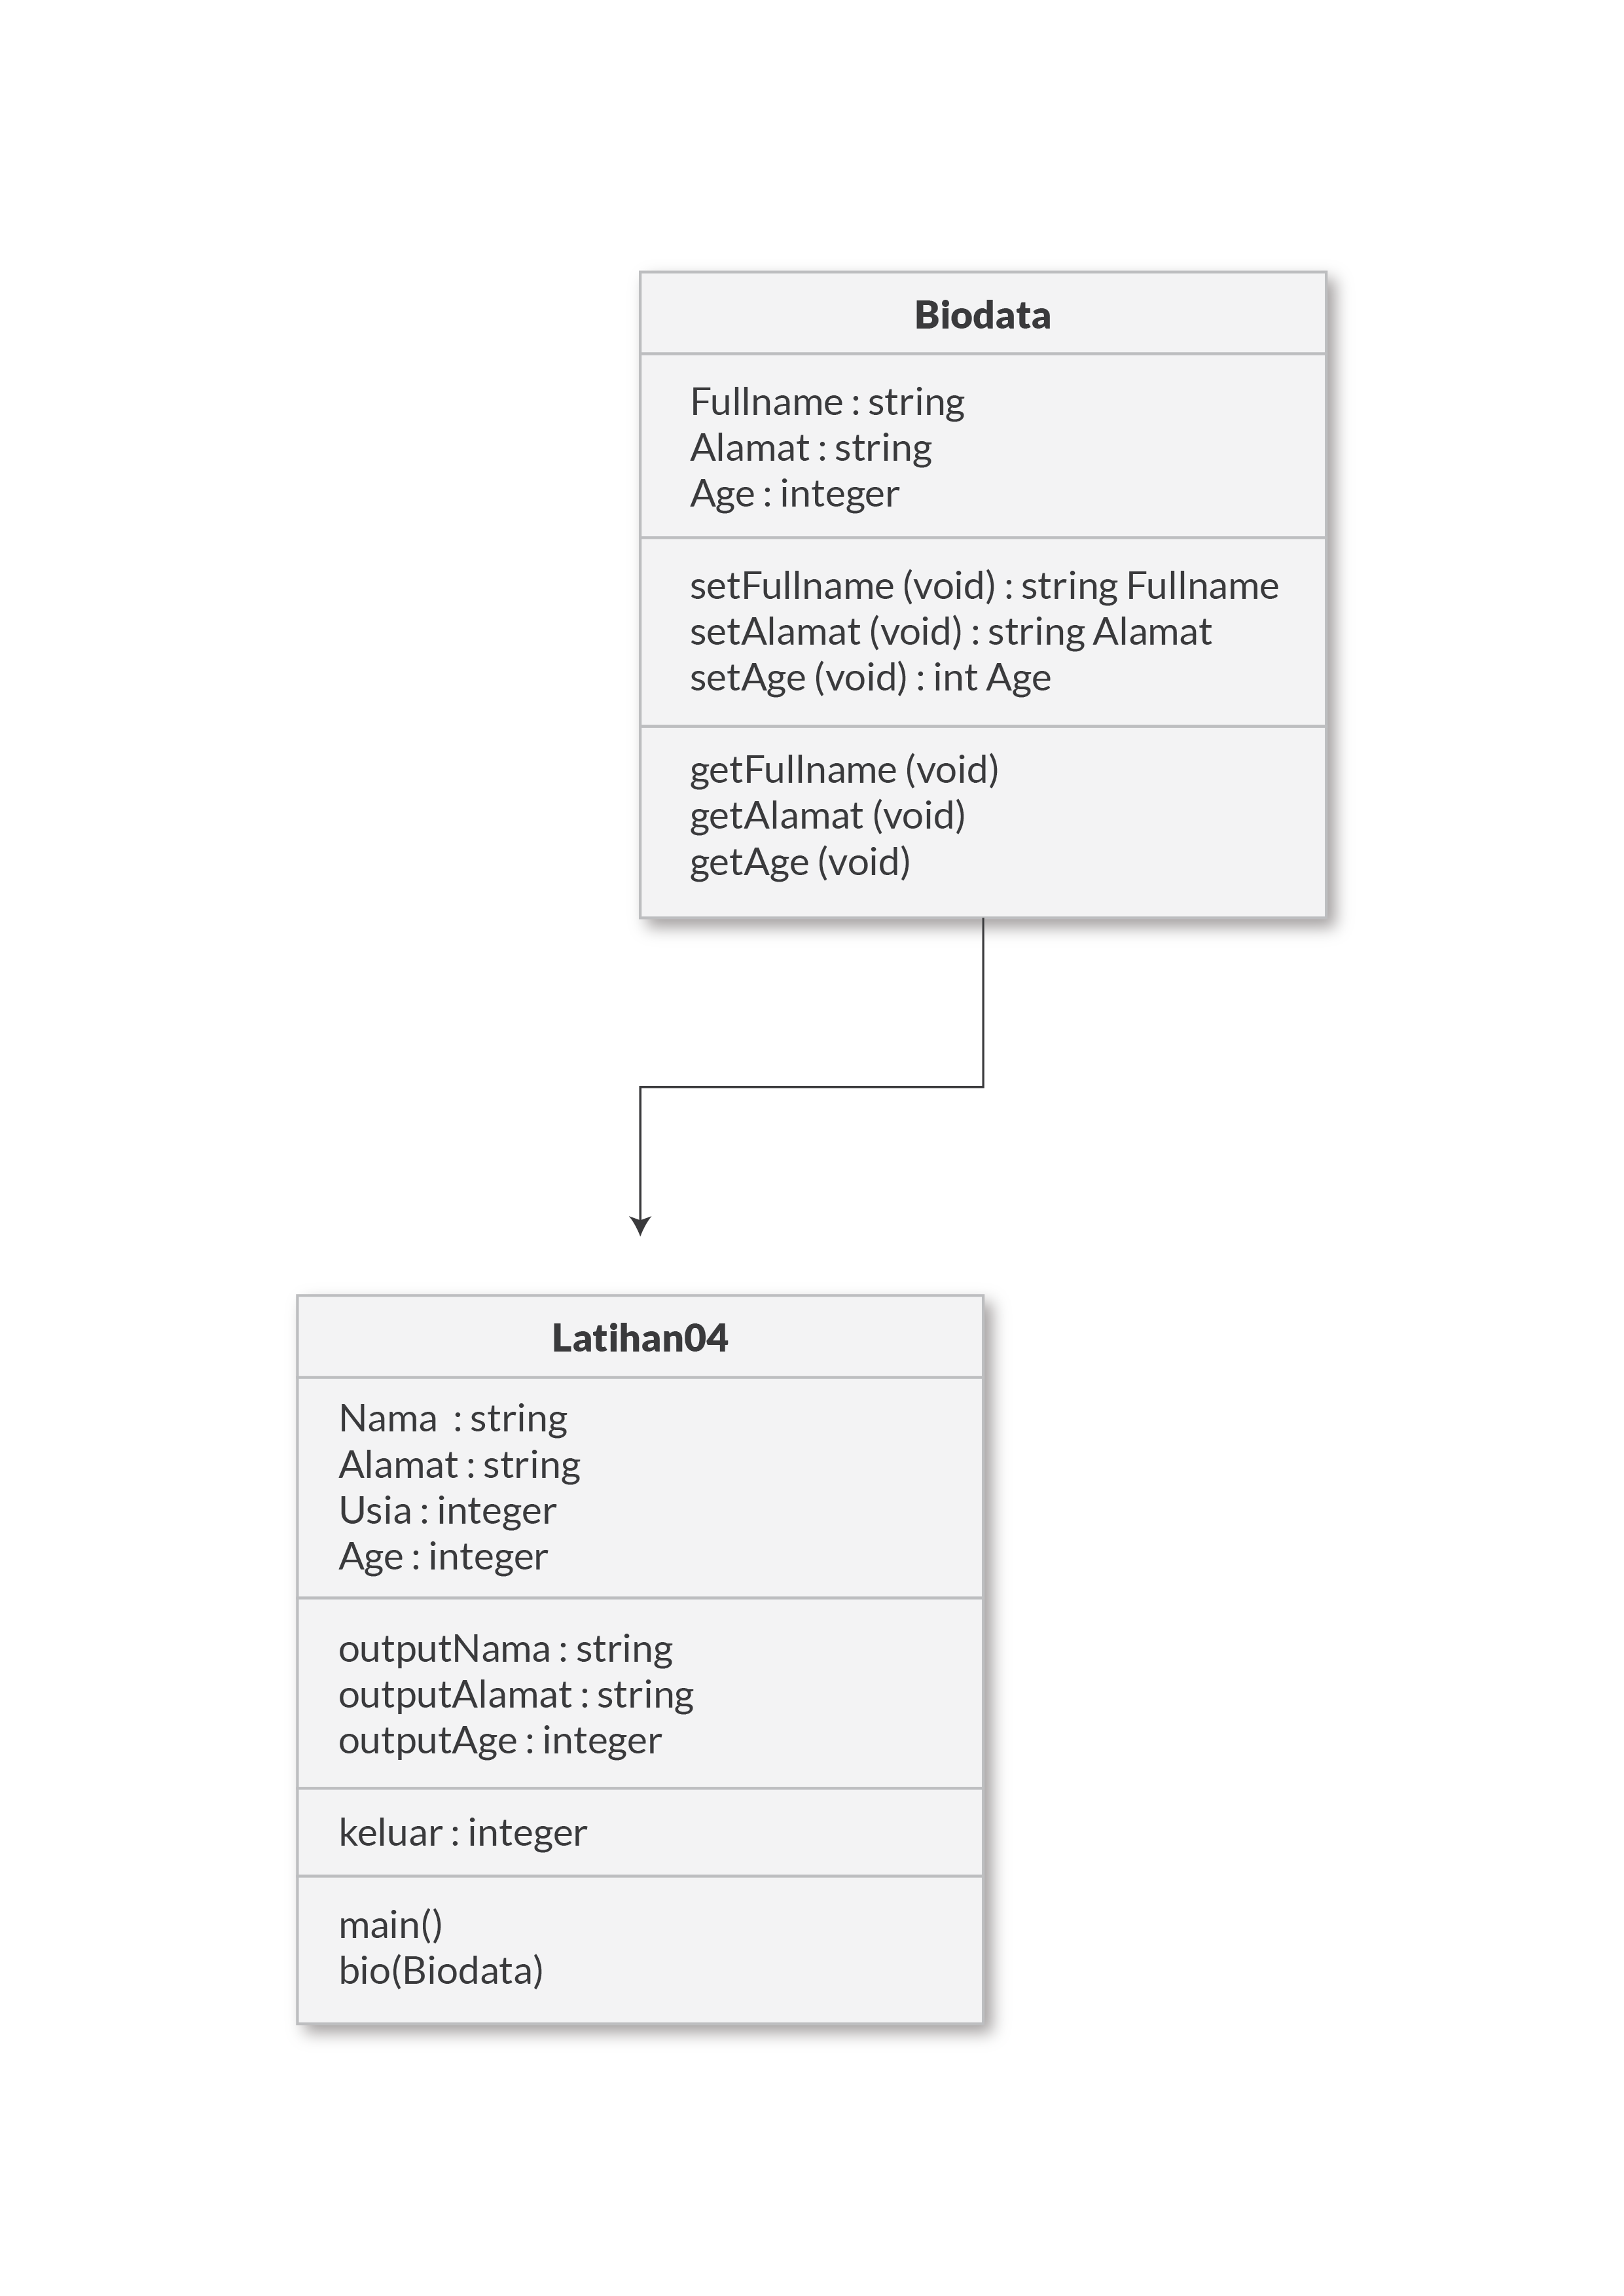 Biodata
Fullname : string
Alamat : string
Age : integer
setFullname (void) : string Fullname
setAlamat (void) : string Alamat
setAge (void) : int Age
getFullname (void)
getAlamat (void)
getAge (void)
Latihan04
Nama  : string
Alamat : string
Usia : integer
Age : integer
outputNama : string
outputAlamat : string
outputAge : integer
keluar : integer
main()
bio(Biodata)